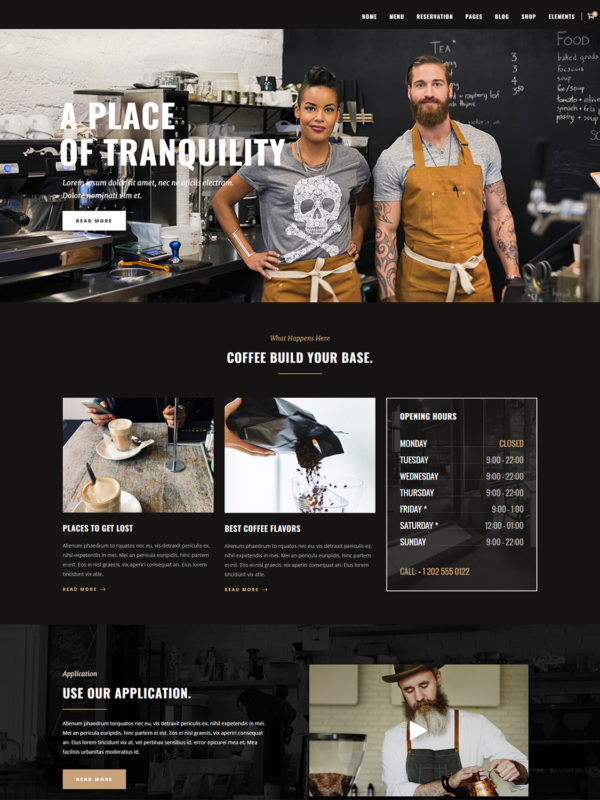 HOME MENU RESERVATION PAGES BLOG SHOP ELEMENTS
TEA
3
3
4
3.50
FOOD
baked goods
focaccia
soup
soup
tomato + olive
pastry + soup
A PLACE
OF TRANQUILITY
Lorem ipsum dolor sit amet, nec ne oficiis electram.
Dolore nominati vim et.
READ MORE
What Happens Here
COFFEE BUILD YOUR BASE.
OPENING HOURS
MONDAY CLOSED
TUESDAY 9:00 - 22:00
WEDNESDAY 9:00 - 22:00
THURSDAY 9:00 - 22:00
FRIDAY * 9:00 - 1:00
SATURDAY * 12:00 - 01:00
SUNDAY 9:00 - 22:00
CALL: + 1 202 555 0122
PLACES TO GET LOST
Alienum phaedrum to rquatos nec eu, vis detraxit periculis ex,
nihil expetendis in mei. Mei an pericula euripidis, hinc partem
ei est. Eos ei nisl graecis, vix aperiri consequat an. Eius lorem
tincidunt vix atle.
READ MORE →
BEST COFFEE FLAVORS
Alienum phaedrum to rquatos nec eu, vis detraxit periculis ex,
nihil expetendis in mei. Mei an pericula euripidis, hinc partem
ei est. Eos ei nisl graecis, vix aperiri consequat an. Eius lorem
tincidunt vix atle.
READ MORE →
Application
USE OUR APPLICATION.
Alienum phaedrum torquatos nec eu, vis detraxit periculis ex, nihil expetendis in mei.
Mei an pericula euripidis, hinc partem ei est. Eos ei nisl graecis, vix aperiri consequat
an. Eius lorem tincidunt vix at, vel pertinax sensibus id, error epicurei mea et. Mea
facilisis urbanitas moderatius id.
READ MORE